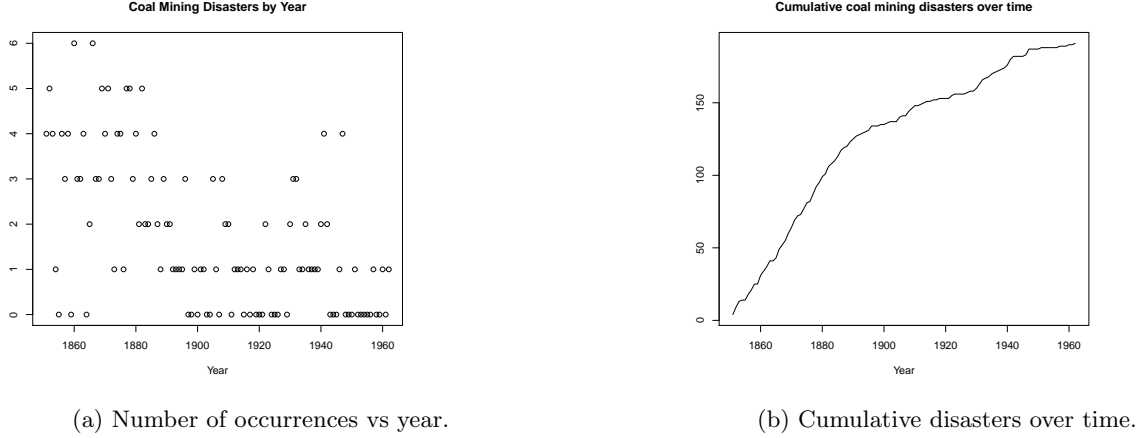 Coal Mining Disasters by Year
6
5
4
3
2
1
0
1860 1880 1900 1920 1940 1960
Year
(a) Number of occurrences vs year.
Cumulative coal mining disasters over time
150
100
50
0
1860 1880 1900 1920 1940 1960
Year
(b) Cumulative disasters over time.